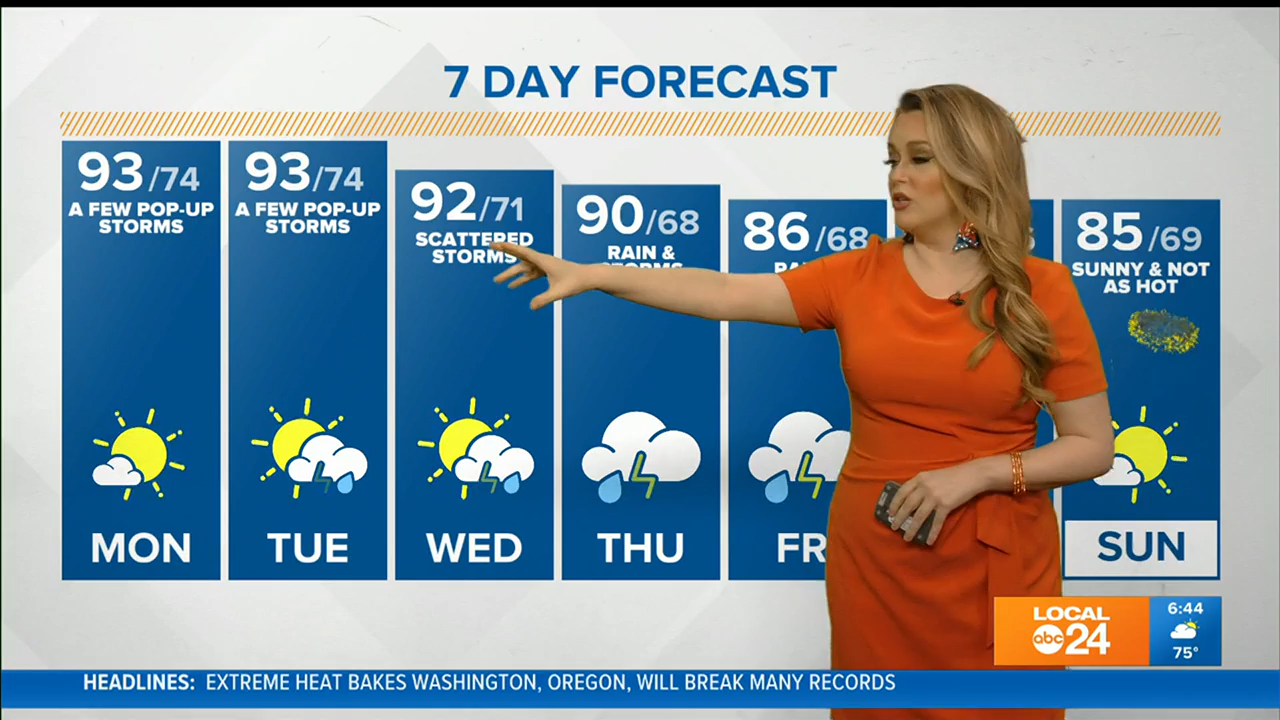 7 DAY FORECAST
93/74
A FEW POP-UP
STORMS
MON
93/74
A FEW POP-UP
STORMS
TUE
92/71
SCATTERED
STORMS
WED
90/68
RAIN &
STORMS
THU
86/68
FR
85/69
SUNNY & NOT
AS HOT
SUN
LOCAL
abc 24
6:44
75°
HEADLINES: EXTREME HEAT BAKES WASHINGTON, OREGON, WILL BREAK MANY RECORDS